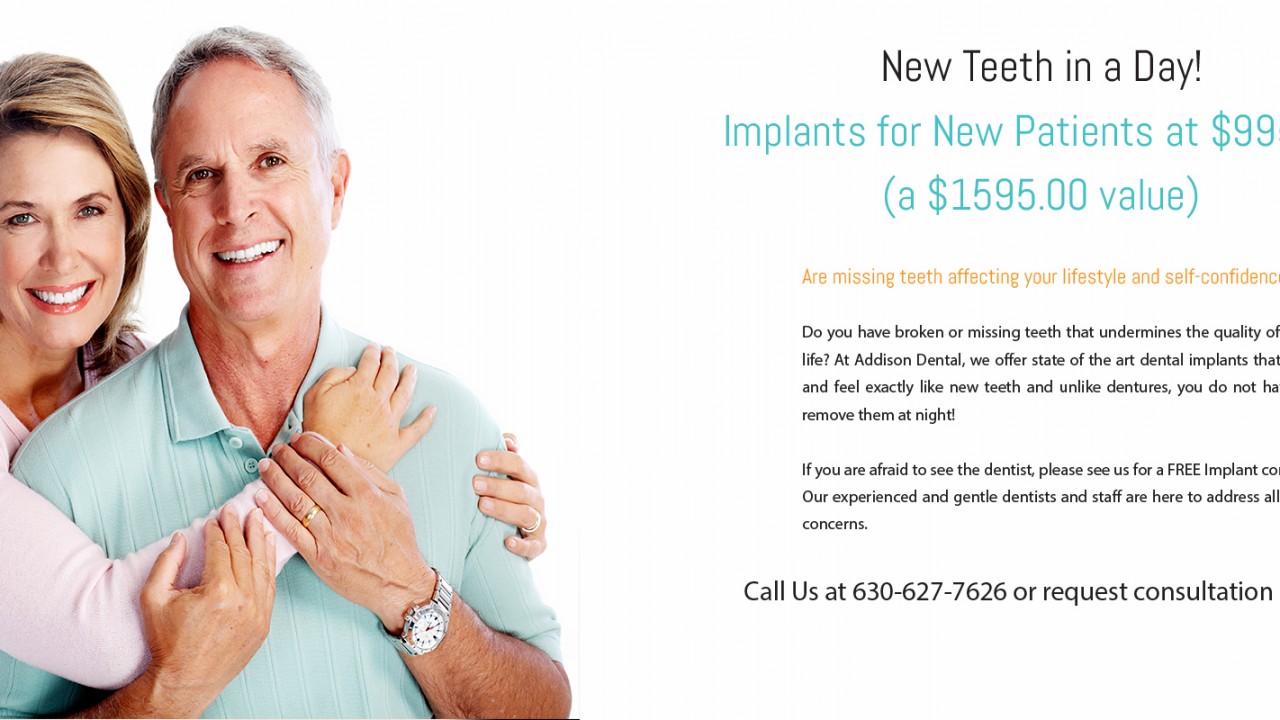 New Teeth in a Day!
Implants for New Patients at
(a $1595.00 value)
Are missing teeth affecting your lifestyle and
Do you have broken or missing teeth that undermines the quality of
life? At Addison Dental, we offer state of the art dental implants that
and feel exactly like new teeth and unlike dentures, you do not
remove them at night!
If you are afraid to see the dentist, please see us for a FREE Implant
Our experienced and gentle dentists and staff are here to address all
concerns.
Call Us at 630-627-7626 or request consultation